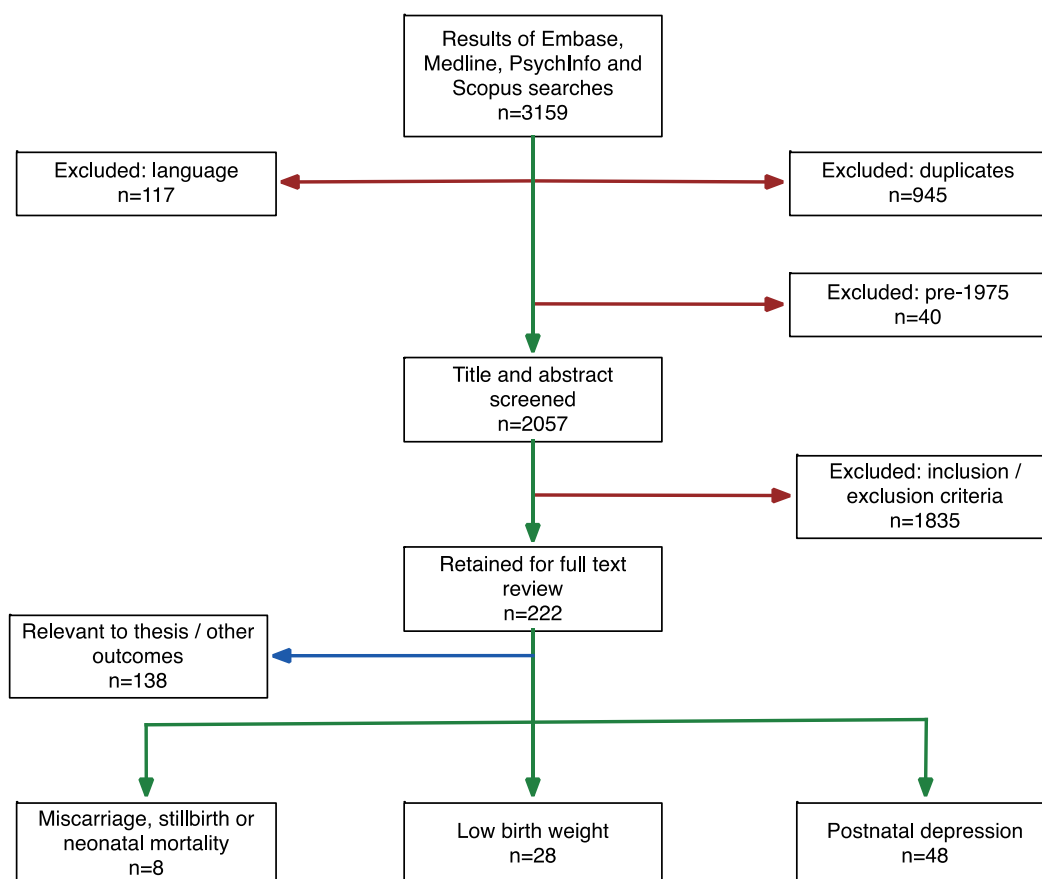 Results of Embase,
Medline, PsychInfo and
Scopus searches
n=3159
Excluded: language
n=117
Excluded: duplicates
n=945
Excluded: pre-1975
n=40
Title and abstract
screened
n=2057
Excluded: inclusion /
exclusion criteria
n=1835
Retained for full text
review
n=222
Relevant to thesis / other
outcomes
n=138
Miscarriage, stillbirth or
neonatal mortality
n=8
Low birth weight
n=28
Postnatal depression
n=48